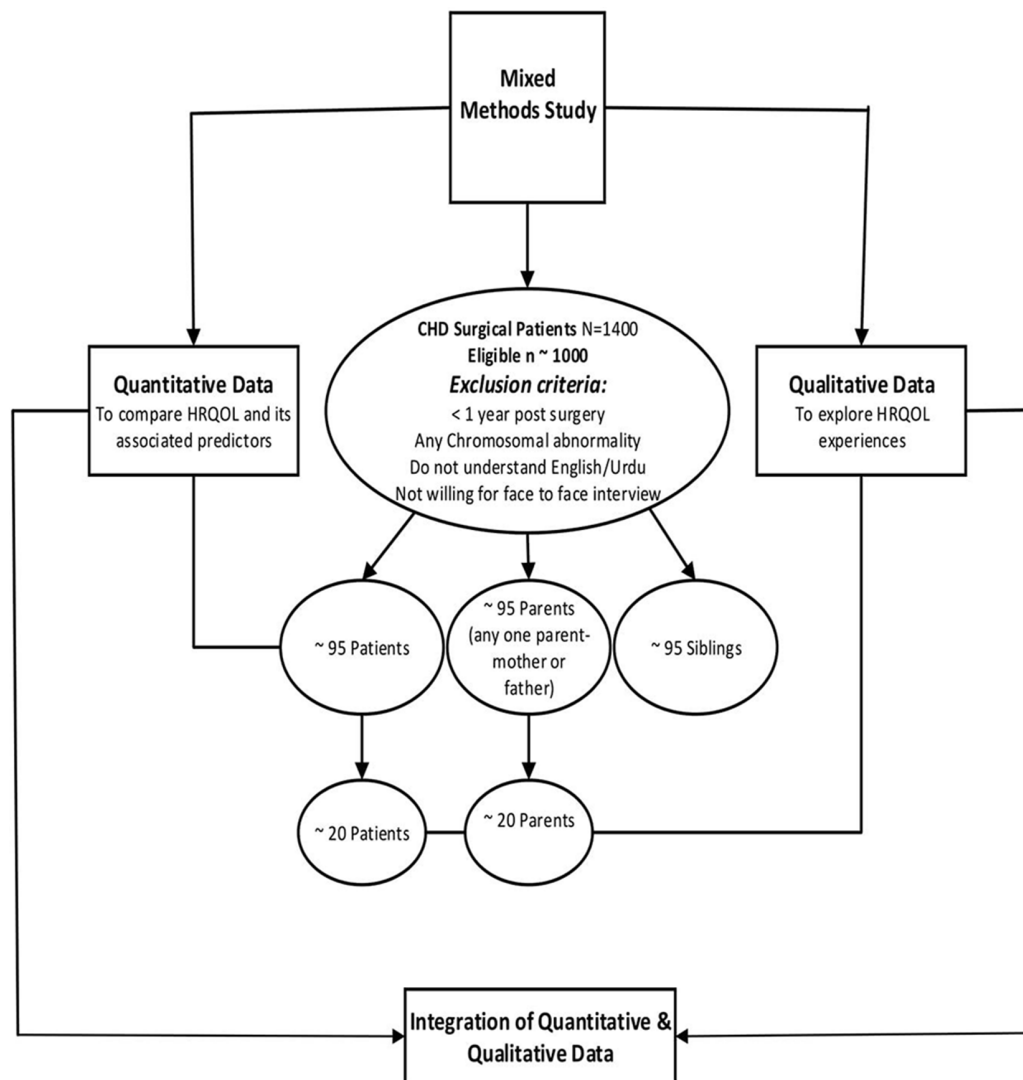 Mixed
Methods Study
CHD Surgical Patients N=1400
Eligible n ~ 1000
Exclusion criteria:
< 1 year post surgery
Any Chromosomal abnormality
Do not understand English/Urdu
Not willing for face to face interview
Quantitative Data
To compare HRQOL and its
associated predictors
Qualitative Data
To explore HRQOL
experiences
~ 95 Patients
~ 95 Parents
(any one parent-
mother or
father)
~ 95 Siblings
~ 20 Patients
~ 20 Parents
Integration of Quantitative &
Qualitative Data